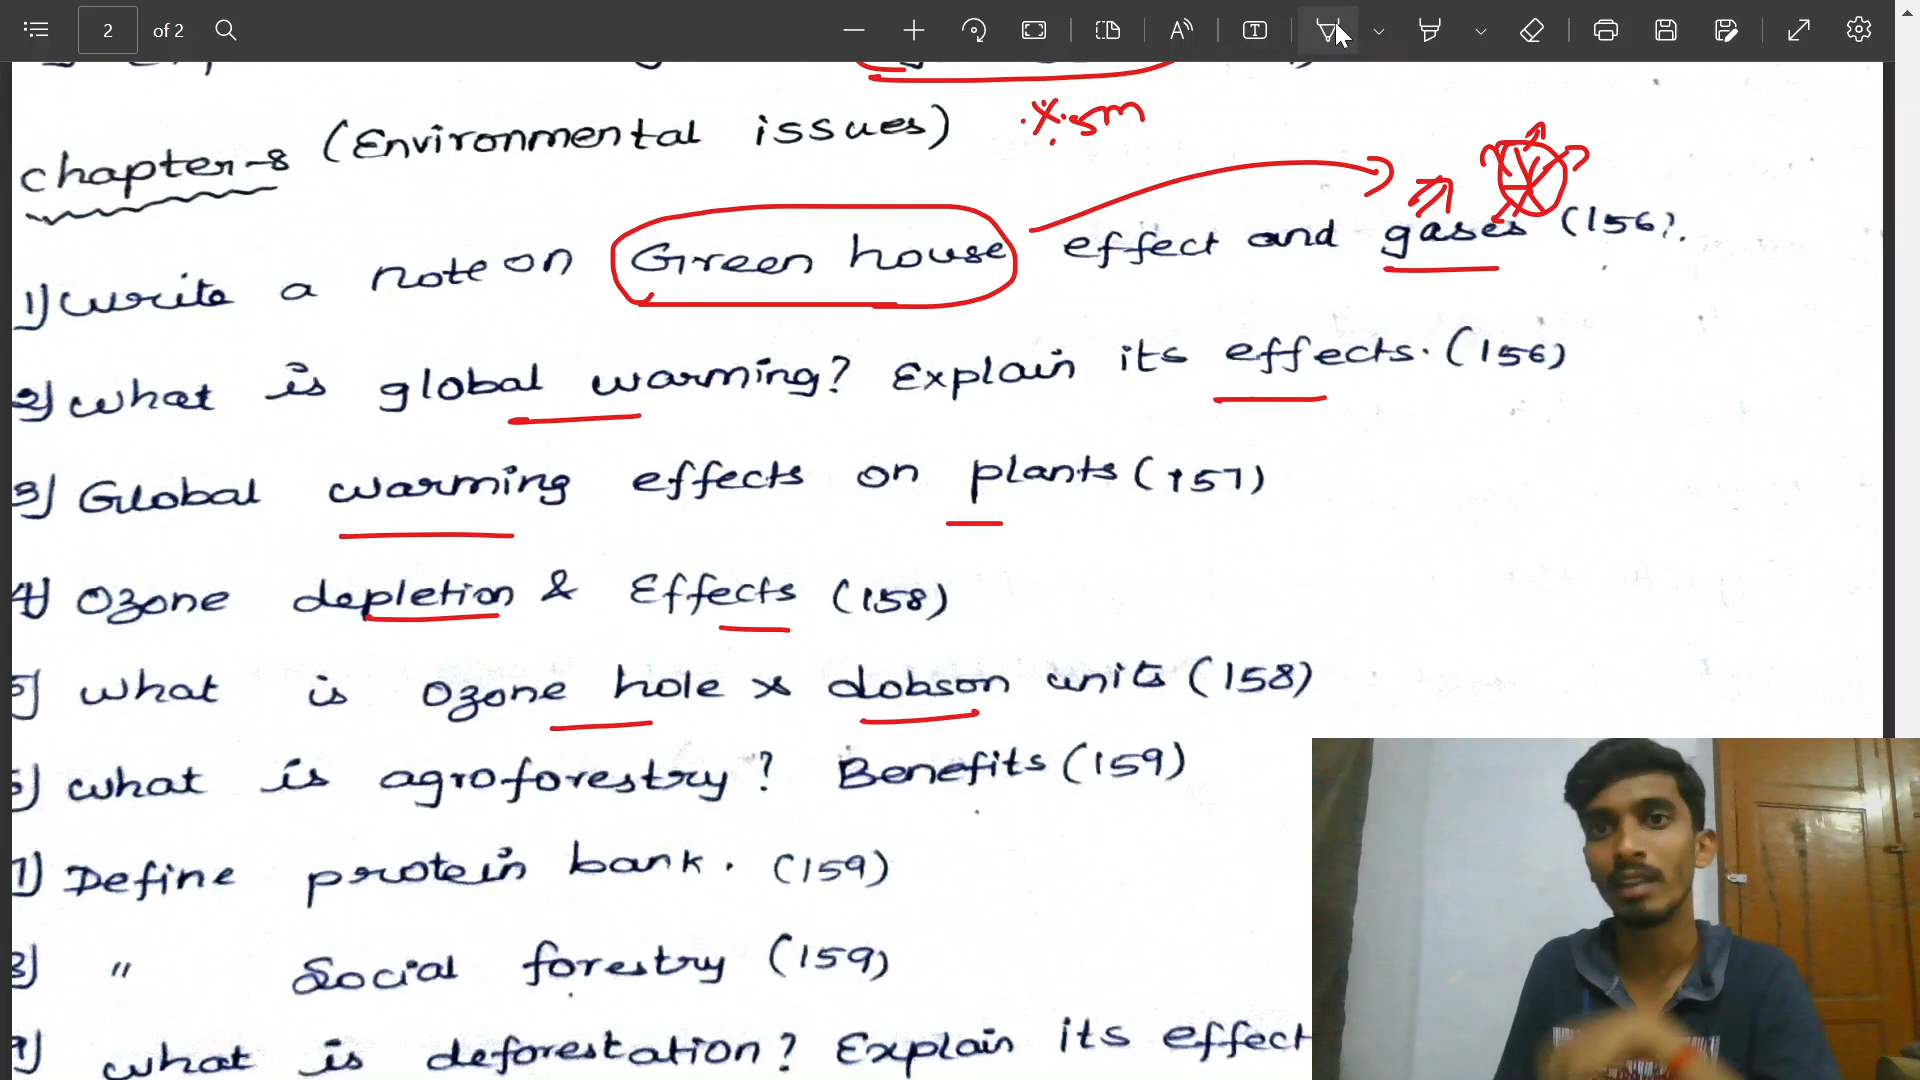 2 of 2
chapter-8 (Environmental issues) 5m
1) Write a note on Green house effect and gases (156).
2) What is global warming? Explain its effects. (156)
3) Global warming effects on plants (157)
4) Ozone depletion & Effects (158)
5) What is Ozone hole & dobson units (158)
6) What is agroforestry? Benefits (159)
7) Define protein bank. (159)
8) " Social forestry (159)
9) What is deforestation? Explain its effect